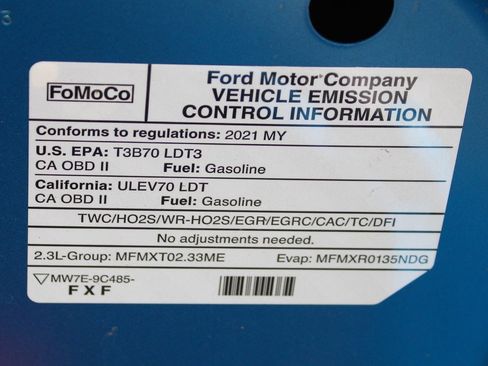 FoMoCo
Ford Motor Company
VEHICLE EMISSION
CONTROL INFORMATION
Conforms to regulations: 2021 MY
U.S. EPA: T3B70 LDT3
CA OBD II Fuel: Gasoline
California: ULEV70 LDT
CA OBD II Fuel: Gasoline
TWC/HO2S/WR-HO2S/EGR/EGRC/CAC/TC/DFI
No adjustments needed.
2.3L-Group: MFMXT02.33ME Evap: MFMXR0135NDG
MW7E-9C485-
FXF